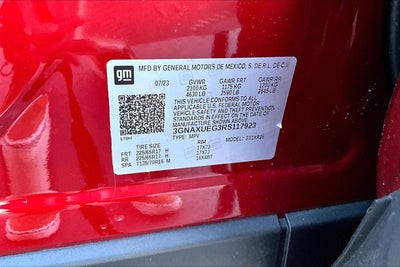 gm
MFD BY GENERAL MOTORS DE MEXICO, S. DE R.L. DE C.V.
07/23 GVWR GAWR FRT GAWR RR
2100 KG 1175 KG 1200 KG
4630 LB 2590 LB 2645 LB
THIS VEHICLE CONFORMS TO ALL
APPLICABLE U.S. FEDERAL MOTOR
VEHICLE SAFETY, BUMPER, AND THEFT
PREVENTION STANDARDS IN EFFECT ON
THE DATE OF MANUFACTURE SHOWN ABOVE.
3GNAXUEG3RS117923
TYPE: MPV MODEL:
TIRE SIZE RIM
FRT 225/65R17 H 17X7J
RR 225/65R17 H 17X7J
SPA T135/70R16 M 16X4BT